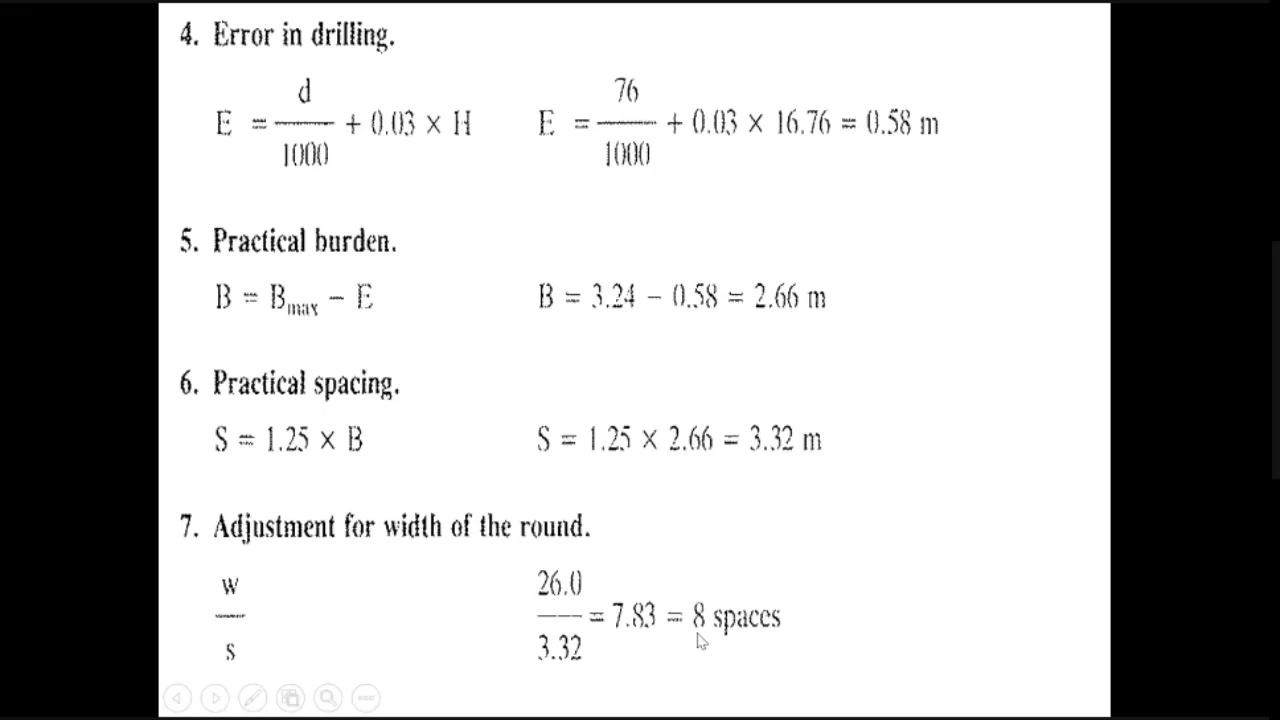 4. Error in drilling.
E = d/1000 + 0.03 × H E = 76/1000 + 0.03 × 16.76 = 0.58 m
5. Practical burden.
B = Bmax − E B = 3.24 − 0.58 = 2.66 m
6. Practical spacing.
S = 1.25 × B S = 1.25 × 2.66 = 3.32 m
7. Adjustment for width of the round.
w/s 26.0/3.32 = 7.83 = 8 spaces